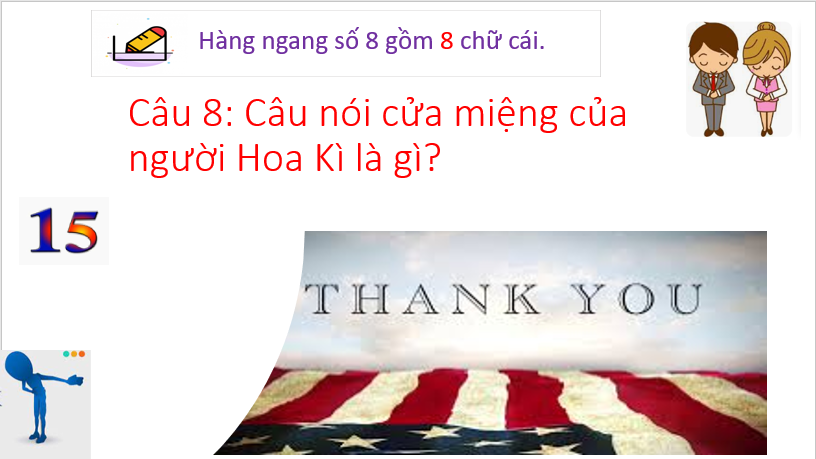 Hàng ngang số 8 gồm 8 chữ cái.
Câu 8: Câu nói cửa miệng của
người Hoa Kì là gì?
15
THANK YOU